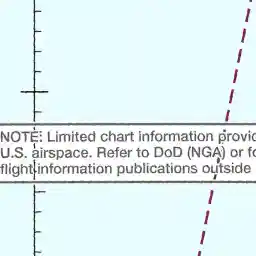 NOTE: Limited chart information provid
U.S. airspace. Refer to DoD (NGA) or fo
flight information publications outside